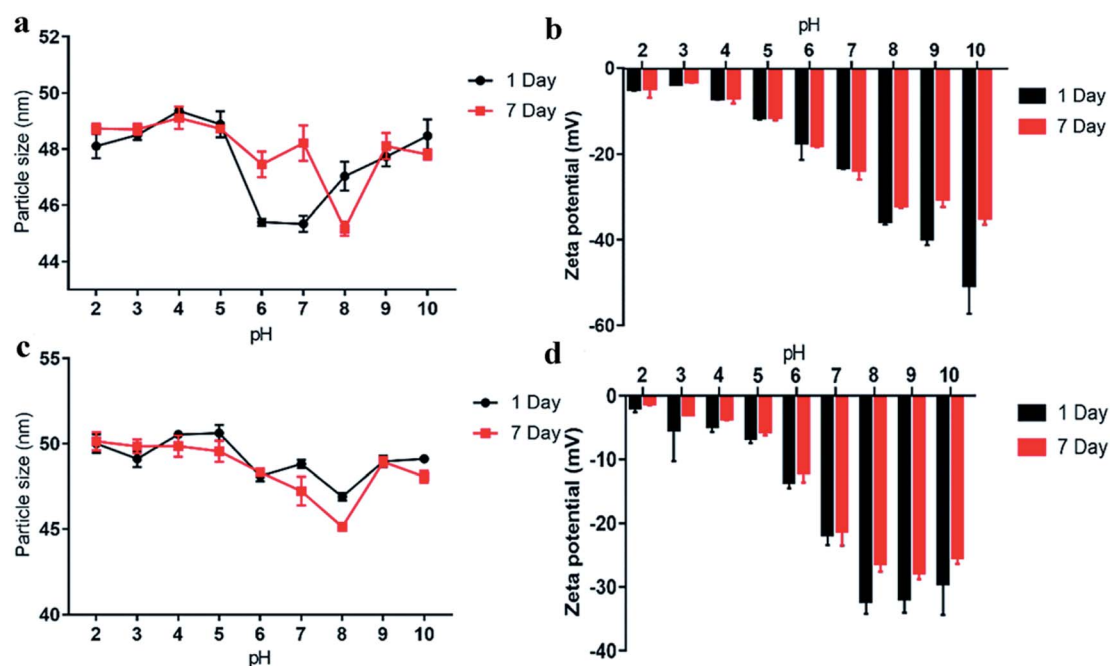 a
52
50
48
46
44
Particle size (nm)
2 3 4 5 6 7 8 9 10
pH
1 Day
7 Day
b
pH
2 3 4 5 6 7 8 9 10
0
-20
-40
-60
Zeta potential (mV)
1 Day
7 Day
c
55
50
45
40
Particle size (nm)
2 3 4 5 6 7 8 9 10
pH
1 Day
7 Day
d
pH
2 3 4 5 6 7 8 9 10
0
-10
-20
-30
-40
Zeta potential (mV)
1 Day
7 Day